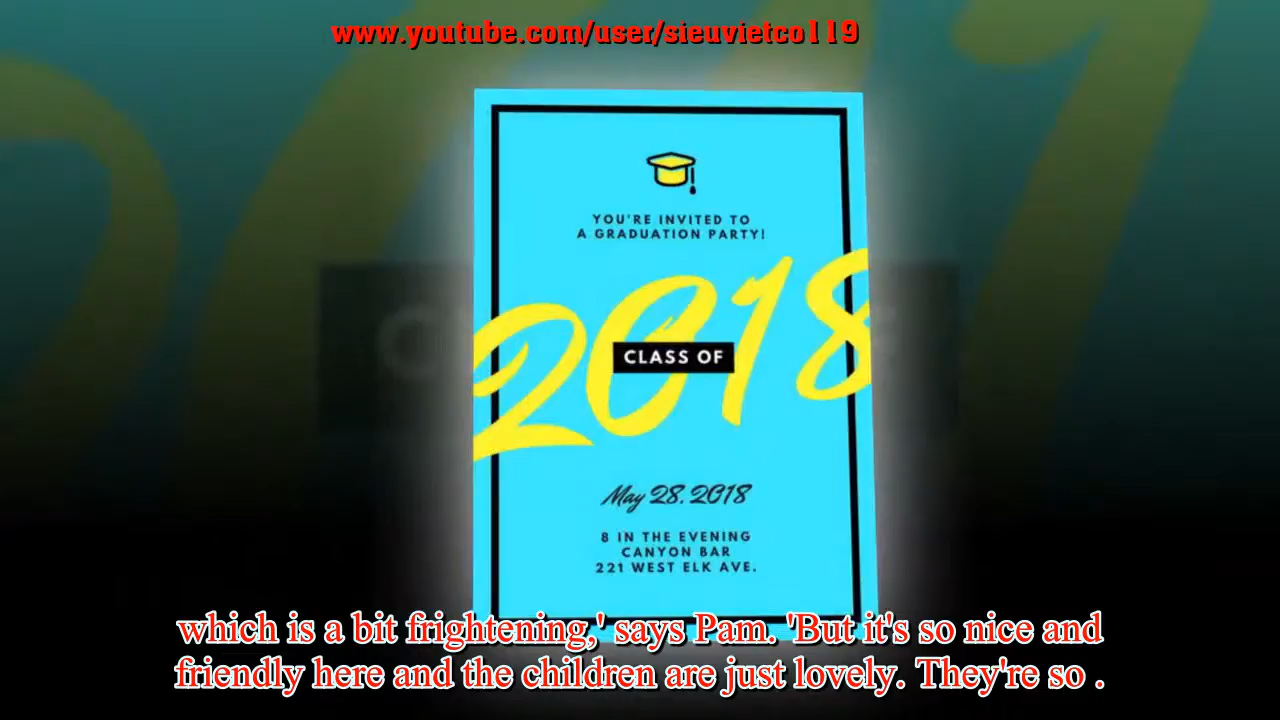 www.youtube.com/user/sieuvietco119
YOU'RE INVITED TO
A GRADUATION PARTY!
2018
CLASS OF
May 28, 2018
8 IN THE EVENING
CANYON BAR
221 WEST ELK AVE.
which is a bit frightening,' says Pam. 'But it's so nice and
friendly here and the children are just lovely. They're so .